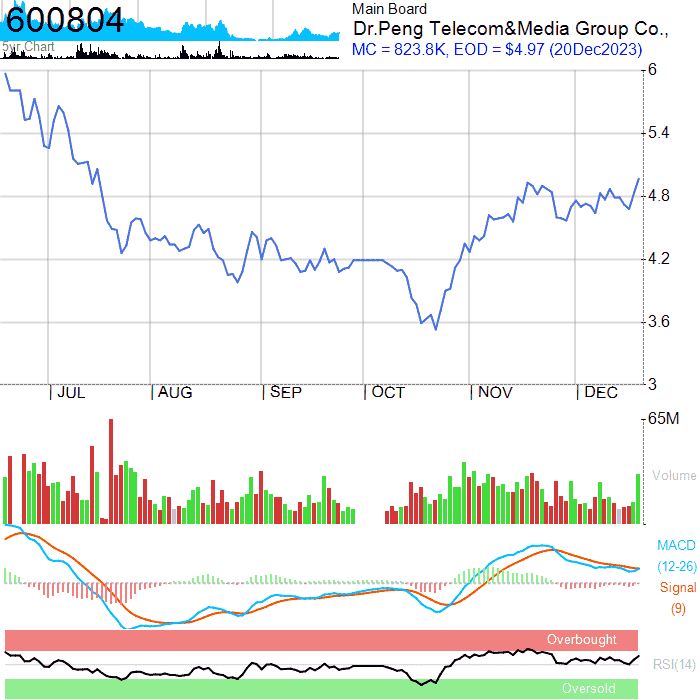 600804
5yr Chart
Main Board
Dr.Peng Telecom&Media Group Co.,
MC = 823.8K, EOD = $4.97 (20Dec2023)
6
5.4
4.8
4.2
3.6
3
JUL
AUG
SEP
OCT
NOV
DEC
65M
Volume
MACD
(12-26)
Signal
(9)
Overbought
RSI(14)
Oversold